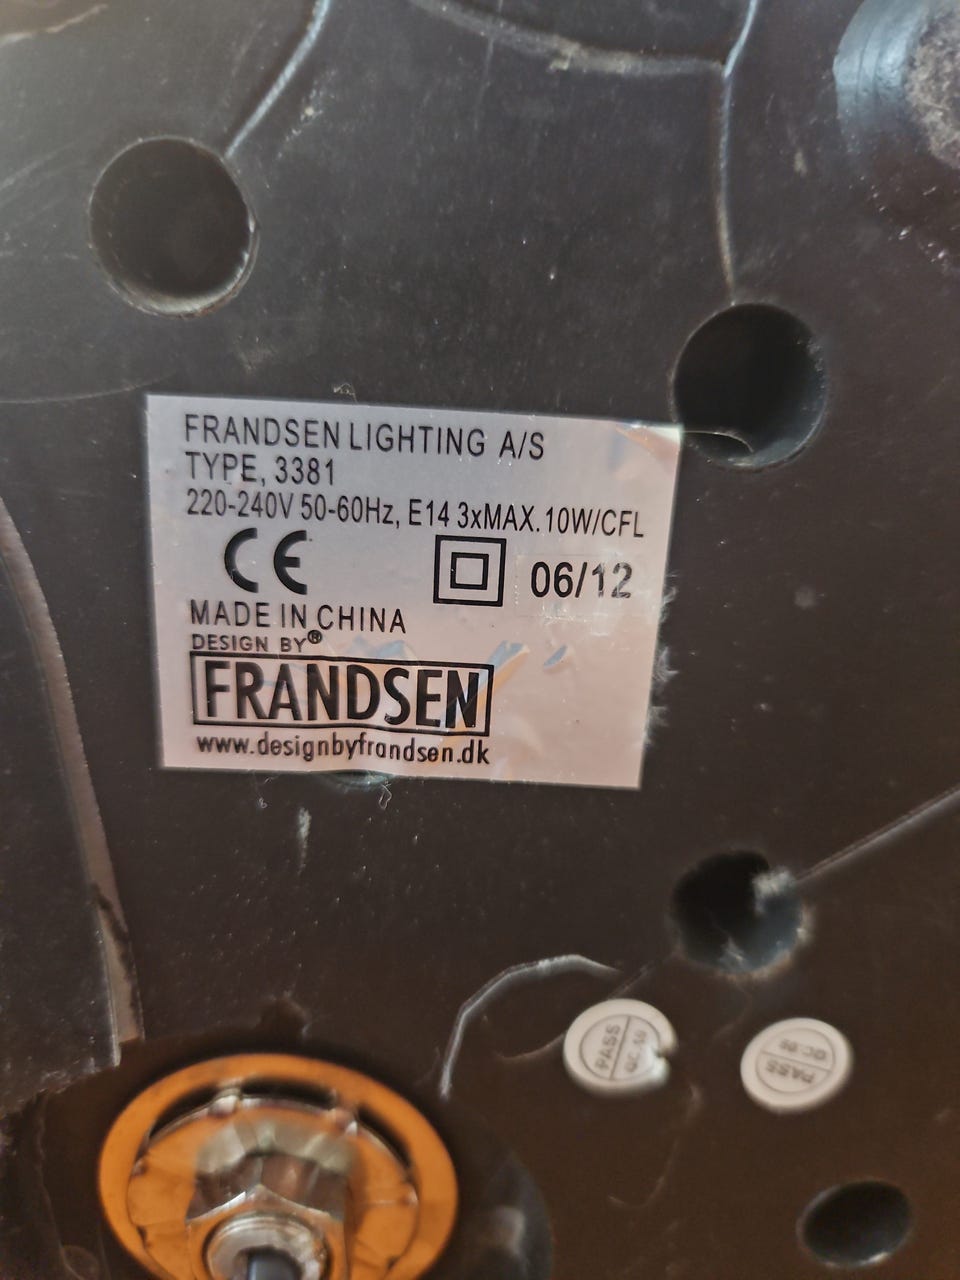 FRANDSEN LIGHTING A/S
TYPE, 3381
220-240V 50-60Hz, E14 3xMAX.10W/CFL
CE
06/12
MADE IN CHINA
DESIGN BY®
FRANDSEN
www.designbyfrandsen.dk
PASS
PASS